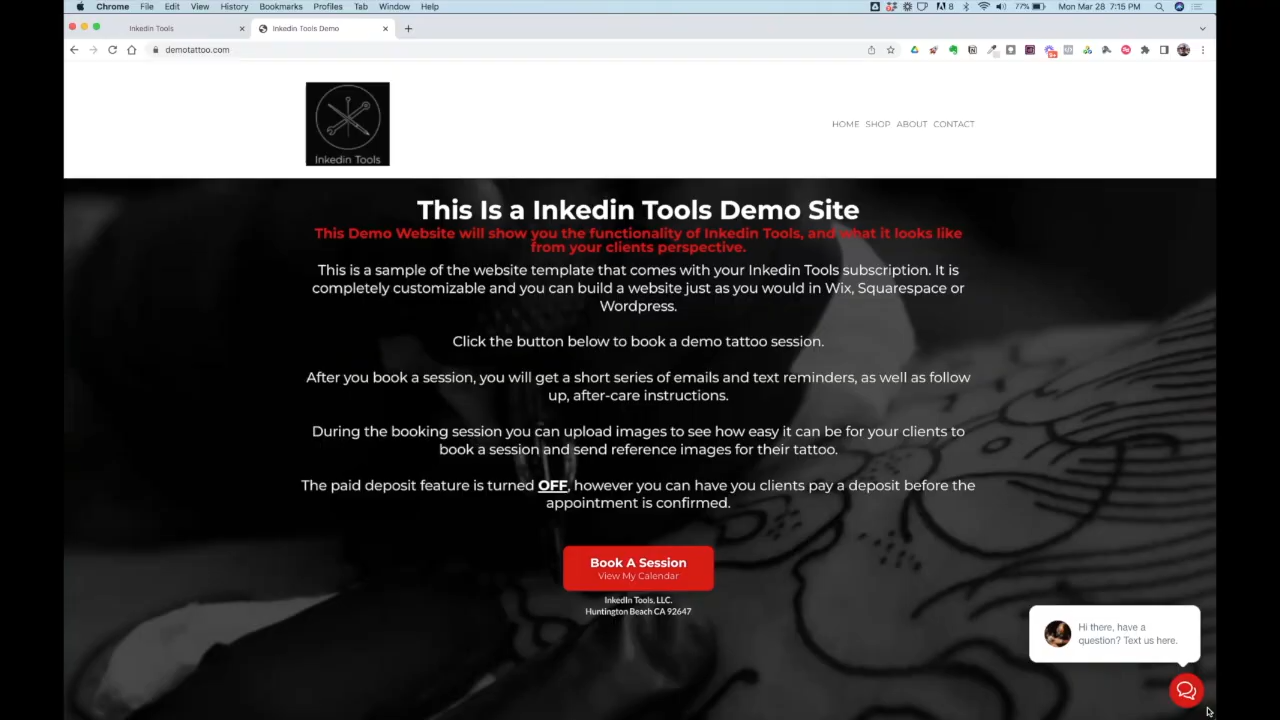 Chrome File Edit View History Bookmarks Profiles Tab Window Help
8 77% Mon Mar 28 7:15 PM
Inkedin Tools
Inkedin Tools Demo
demotattoo.com
Inkedin Tools
HOME SHOP ABOUT CONTACT
This Is a Inkedin Tools Demo Site
This Demo Website will show you the functionality of Inkedin Tools, and what it looks like
from your clients perspective.
This is a sample of the website template that comes with your Inkedin Tools subscription. It is
completely customizable and you can build a website just as you would in Wix, Squarespace or
Wordpress.
Click the button below to book a demo tattoo session.
After you book a session, you will get a short series of emails and text reminders, as well as follow
up, after-care instructions.
During the booking session you can upload images to see how easy it can be for your clients to
book a session and send reference images for their tattoo.
The paid deposit feature is turned OFF, however you can have you clients pay a deposit before the
appointment is confirmed.
Book A Session
View My Calendar
InkedIn Tools, LLC.
Huntington Beach CA 92647
Hi there, have a
question? Text us here.